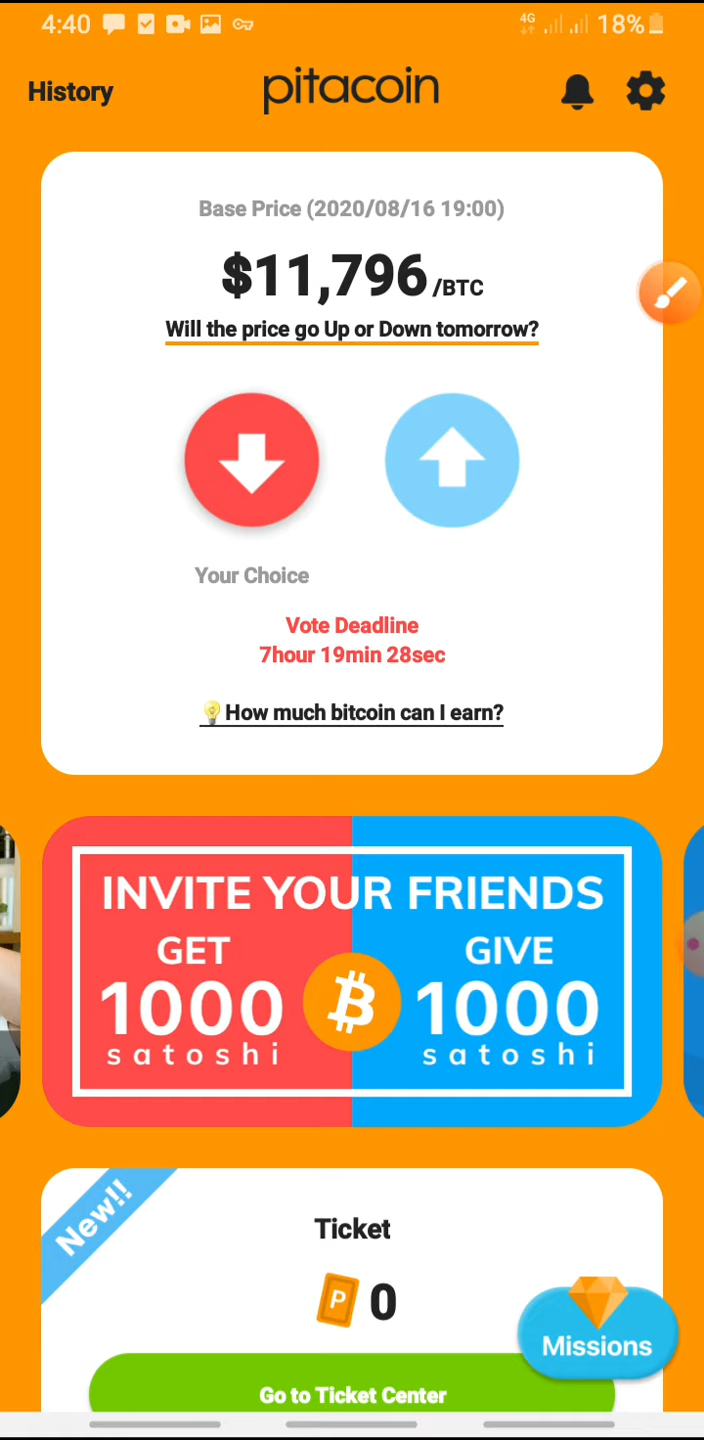 4:40
4G
18%
History
pitacoin
Base Price (2020/08/16 19:00)
$11,796 /BTC
Will the price go Up or Down tomorrow?
Your Choice
Vote Deadline
7hour 19min 28sec
💡How much bitcoin can I earn?
INVITE YOUR FRIENDS
GET
GIVE
1000
1000
satoshi
satoshi
New!!
Ticket
P 0
Missions
Go to Ticket Center